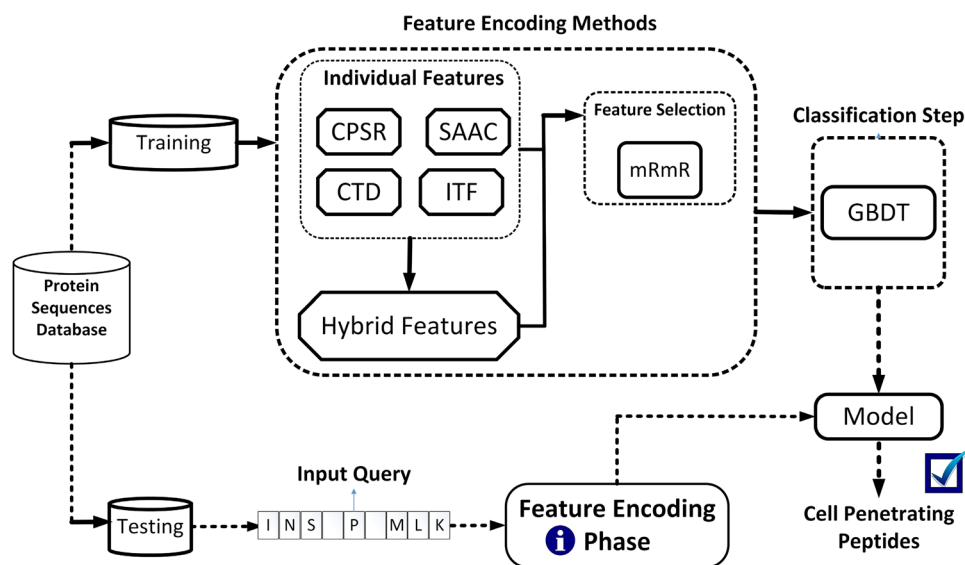 Feature Encoding Methods
Individual Features
CPSR
SAAC
CTD
ITF
Hybrid Features
Feature Selection
mRmR
Classification Step
GBDT
Training
Protein
Sequences
Database
Model
Input Query
Testing
I N S P M L K
Feature Encoding
i Phase
Cell Penetrating
Peptides